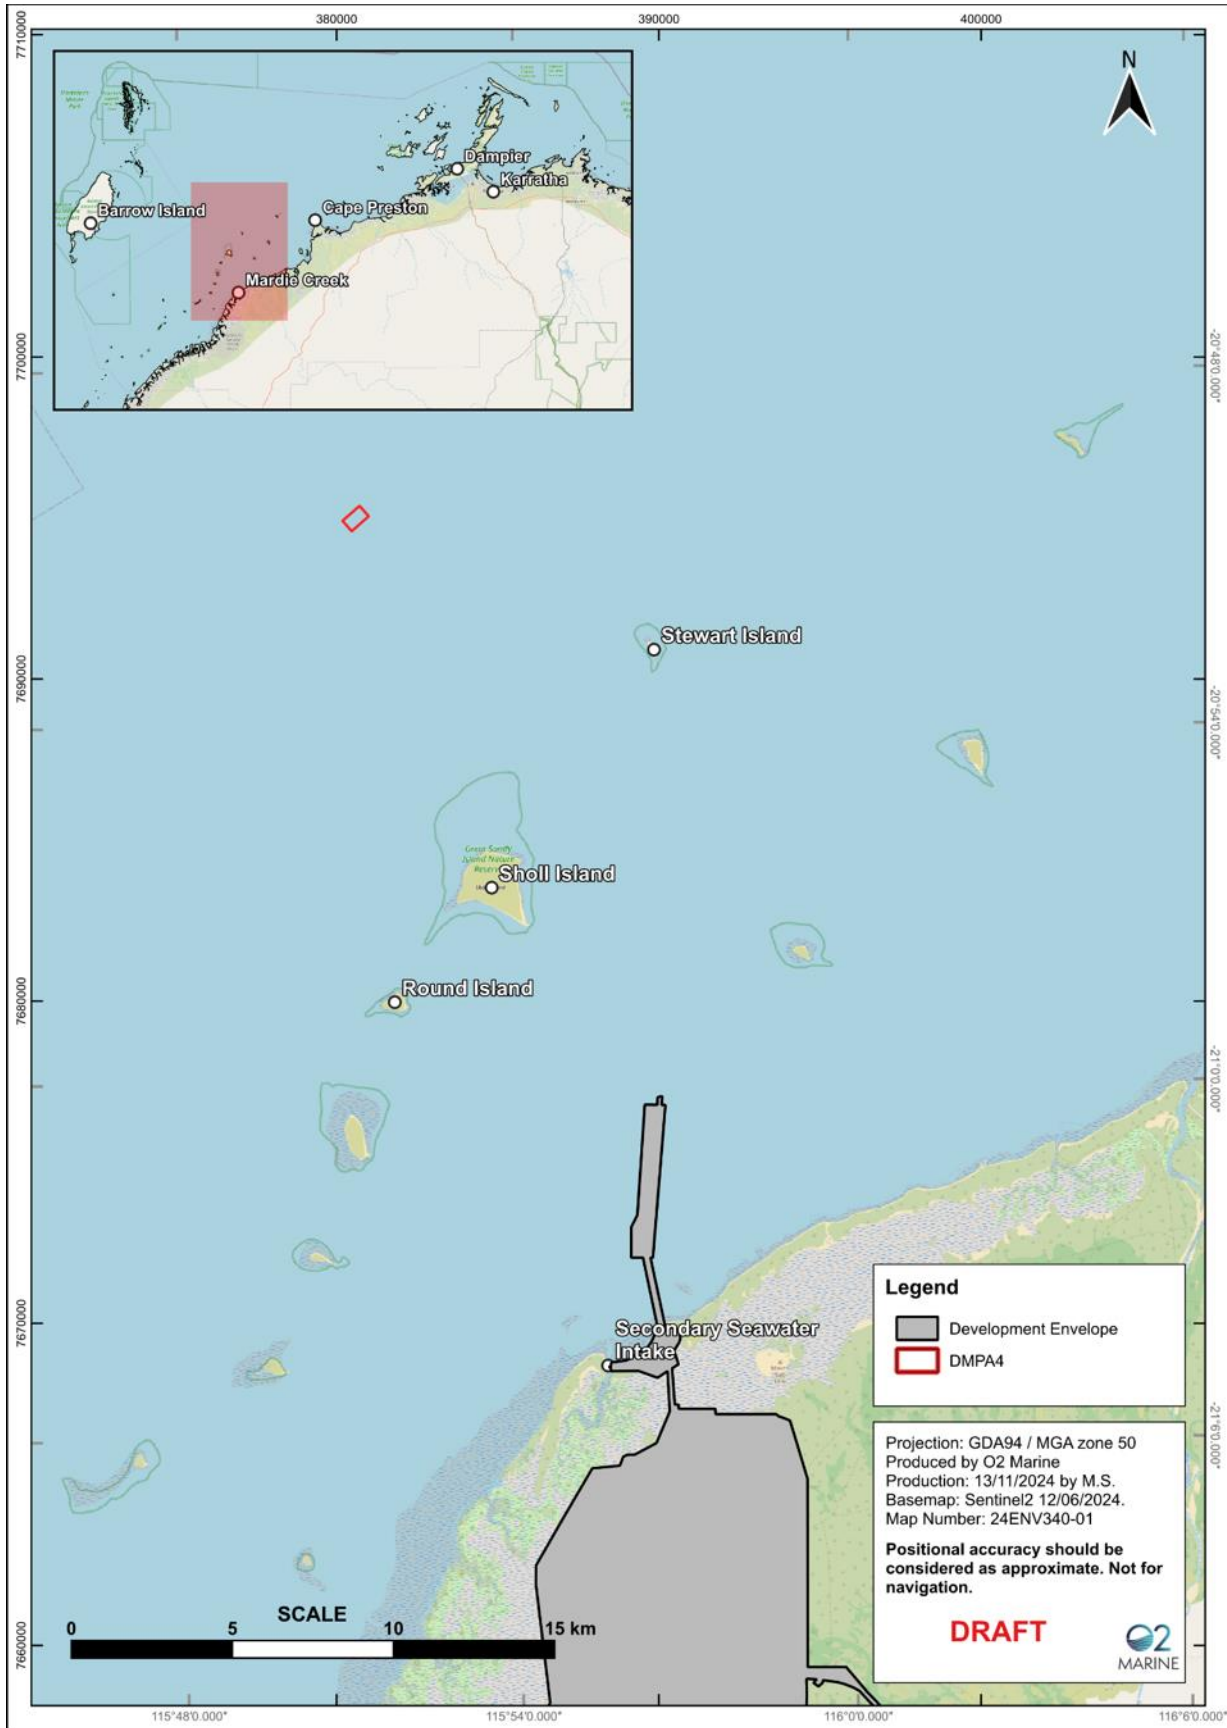 380000
390000
400000
7710000
7700000
7690000
7680000
7670000
7660000
N
Dampier
Karratha
Barrow Island
Cape Preston
Mardie Creek
-20°48'0.000"
-20°54'0.000"
-21°0'0.000"
-21°6'0.000"
Stewart Island
Great Sandy
Island Nature
Reserve
Sholl Island
Round Island
Secondary Seawater
Intake
Legend
Development Envelope
DMPA4
Projection: GDA94 / MGA zone 50
Produced by O2 Marine
Production: 13/11/2024 by M.S.
Basemap: Sentinel2 12/06/2024.
Map Number: 24ENV340-01
Positional accuracy should be
considered as approximate. Not for
navigation.
DRAFT
O2
MARINE
SCALE
0
5
10
15 km
115°48'0.000"
115°54'0.000"
116°0'0.000"
116°6'0.000"